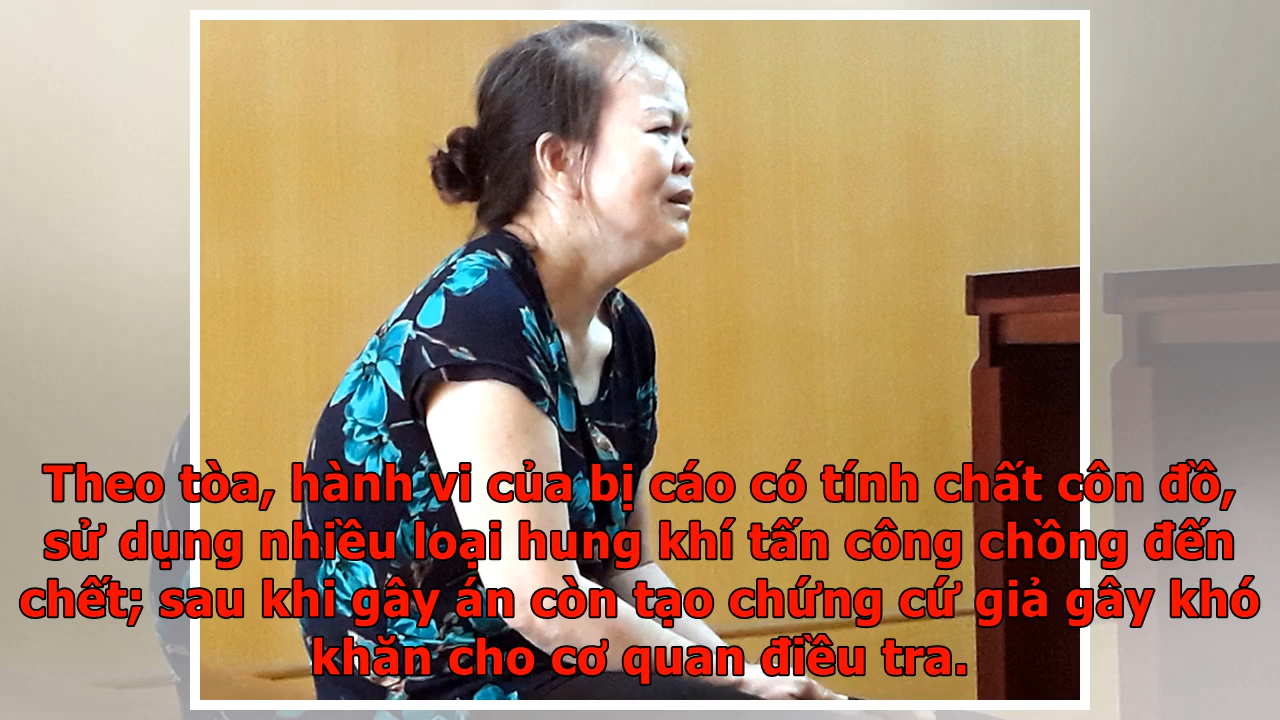 Theo tòa, hành vi của bị cáo có tính chất côn đồ,
sử dụng nhiều loại hung khí tấn công chồng đến
chết; sau khi gây án còn tạo chứng cứ giả gây khó
khăn cho cơ quan điều tra.